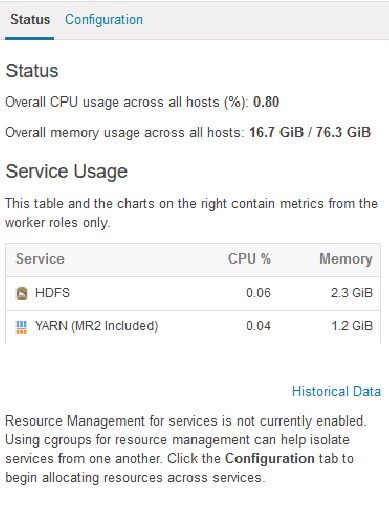 Status Configuration
Status
Overall CPU usage across all hosts (%): 0.80
Overall memory usage across all hosts: 16.7 GiB / 76.3 GiB
Service Usage
This table and the charts on the right contain metrics from the
worker roles only.
Service CPU % Memory
HDFS 0.06 2.3 GiB
YARN (MR2 Included) 0.04 1.2 GiB
Historical Data
Resource Management for services is not currently enabled.
Using cgroups for resource management can help isolate
services from one another. Click the Configuration tab to
begin allocating resources across services.